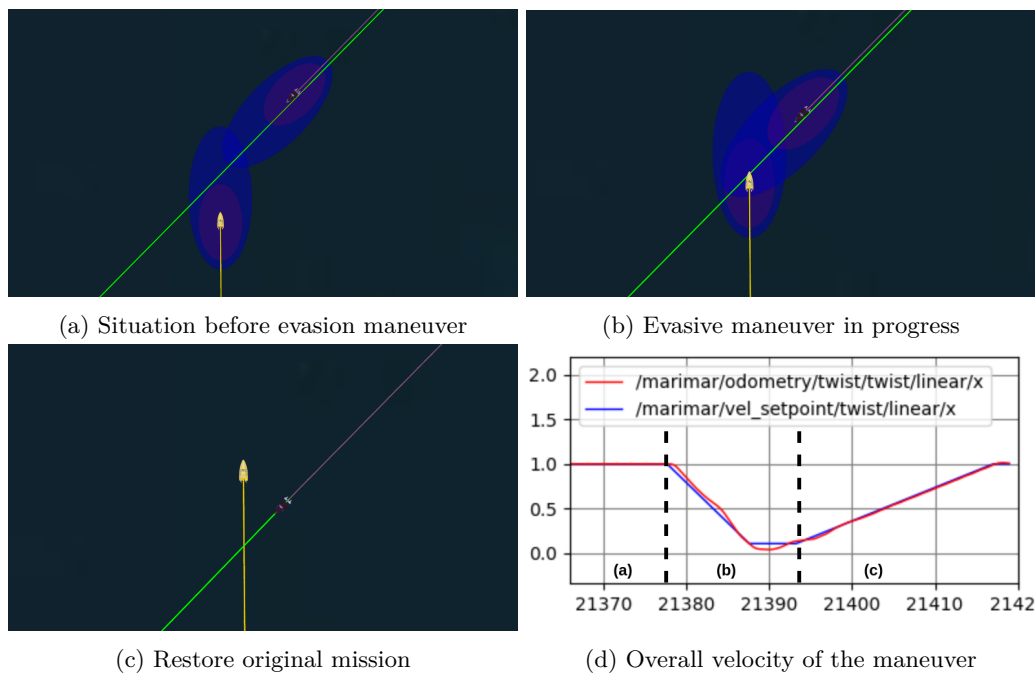 (a) Situation before evasion maneuver
(b) Evasive maneuver in progress
2.0
1.5
1.0
0.5
0.0
/marimar/odometry/twist/twist/linear/x
/marimar/vel_setpoint/twist/linear/x
(a)
(b)
(c)
21370
21380
21390
21400
21410
2142
(c) Restore original mission
(d) Overall velocity of the maneuver